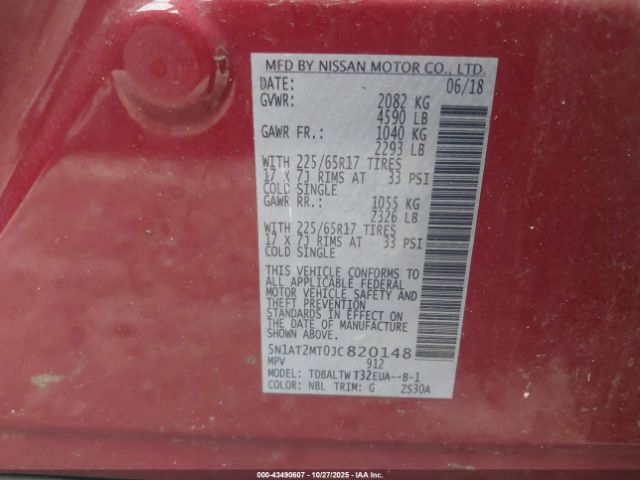 MFD BY NISSAN MOTOR CO., LTD.
DATE: 06/18
GVWR: 2082 KG
4590 LB
GAWR FR.: 1040 KG
2293 LB
WITH 225/65R17 TIRES
17 X 7J RIMS AT 33 PSI
COLD SINGLE
GAWR RR.: 1055 KG
2326 LB
WITH 225/65R17 TIRES
17 X 7J RIMS AT 33 PSI
COLD SINGLE
THIS VEHICLE CONFORMS TO
ALL APPLICABLE FEDERAL
MOTOR VEHICLE SAFETY AND
THEFT PREVENTION
STANDARDS IN EFFECT ON
THE DATE OF MANUFACTURE
SHOWN ABOVE.
5N1AT2MT0JC820148
MPV 912
MODEL: TDBALTWT32EUA--B-1
COLOR: NBL TRIM: G ZS30A
000-43490607 | 10/27/2025 | IAA, Inc.